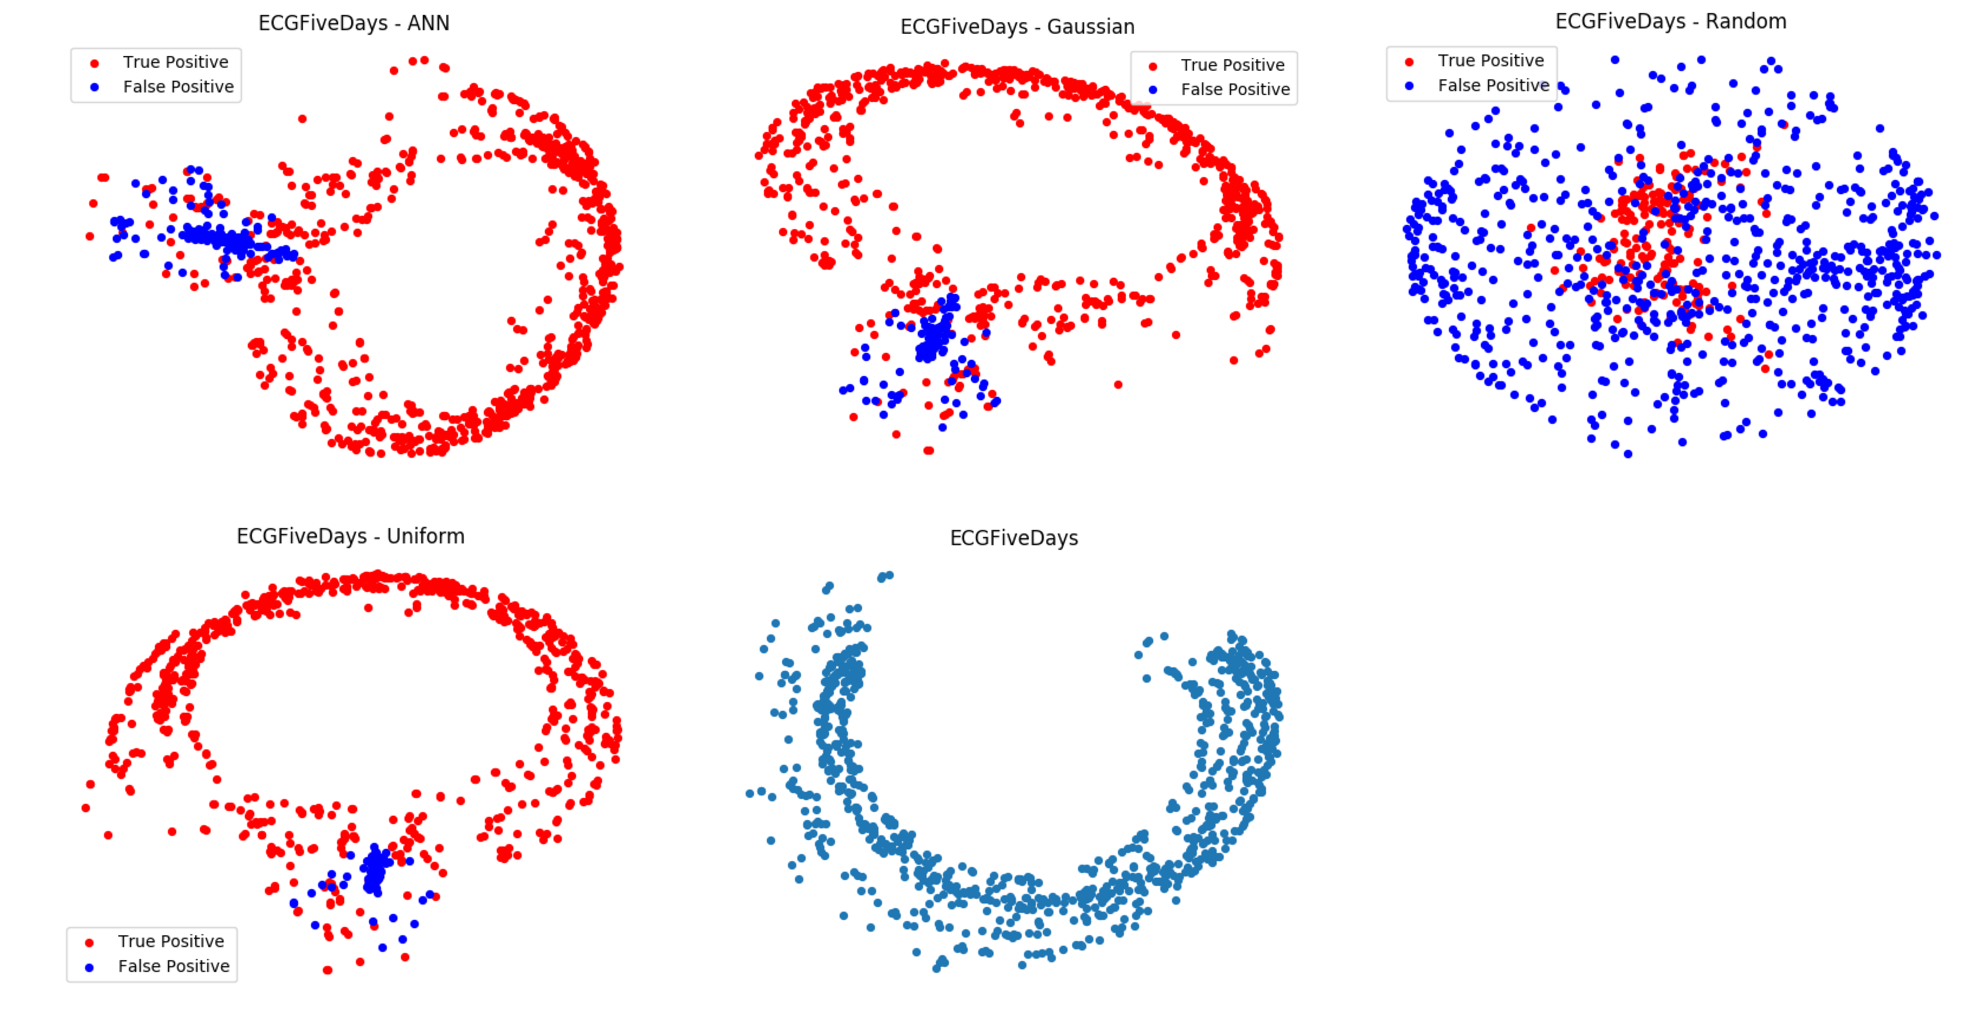 ECGFiveDays - ANN
True Positive
False Positive
ECGFiveDays - Gaussian
True Positive
False Positive
ECGFiveDays - Random
True Positive
False Positive
ECGFiveDays - Uniform
True Positive
False Positive
ECGFiveDays